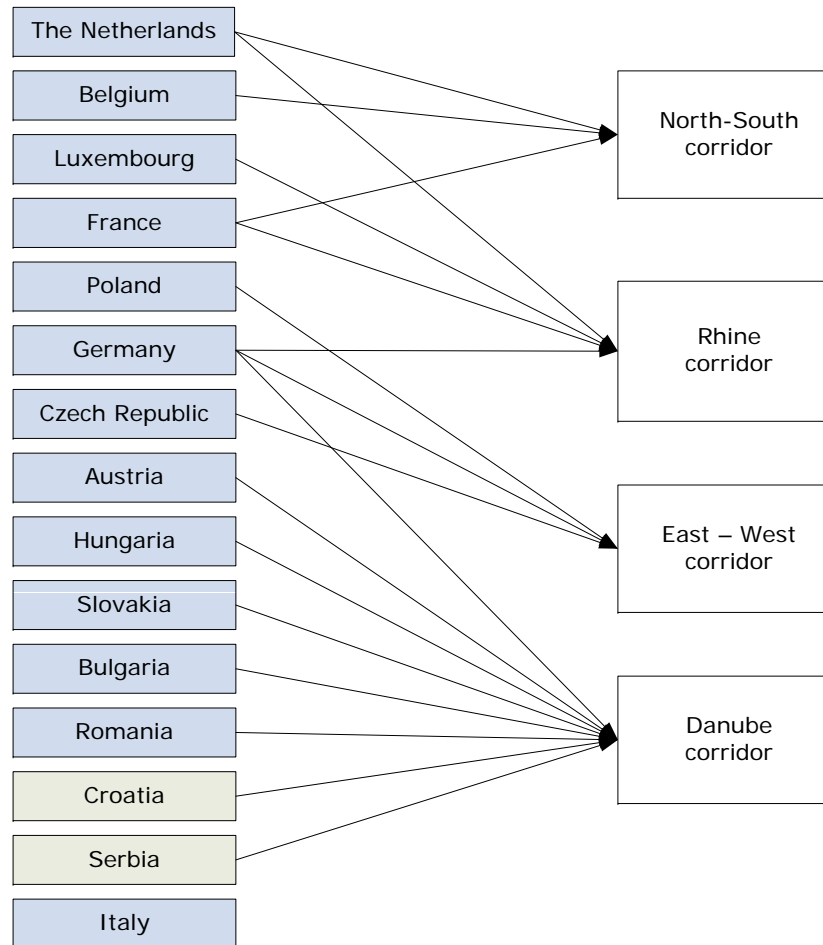 The Netherlands
Belgium
Luxembourg
France
Poland
Germany
Czech Republic
Austria
Hungaria
Slovakia
Bulgaria
Romania
Croatia
Serbia
Italy
North-South
corridor
Rhine
corridor
East – West
corridor
Danube
corridor